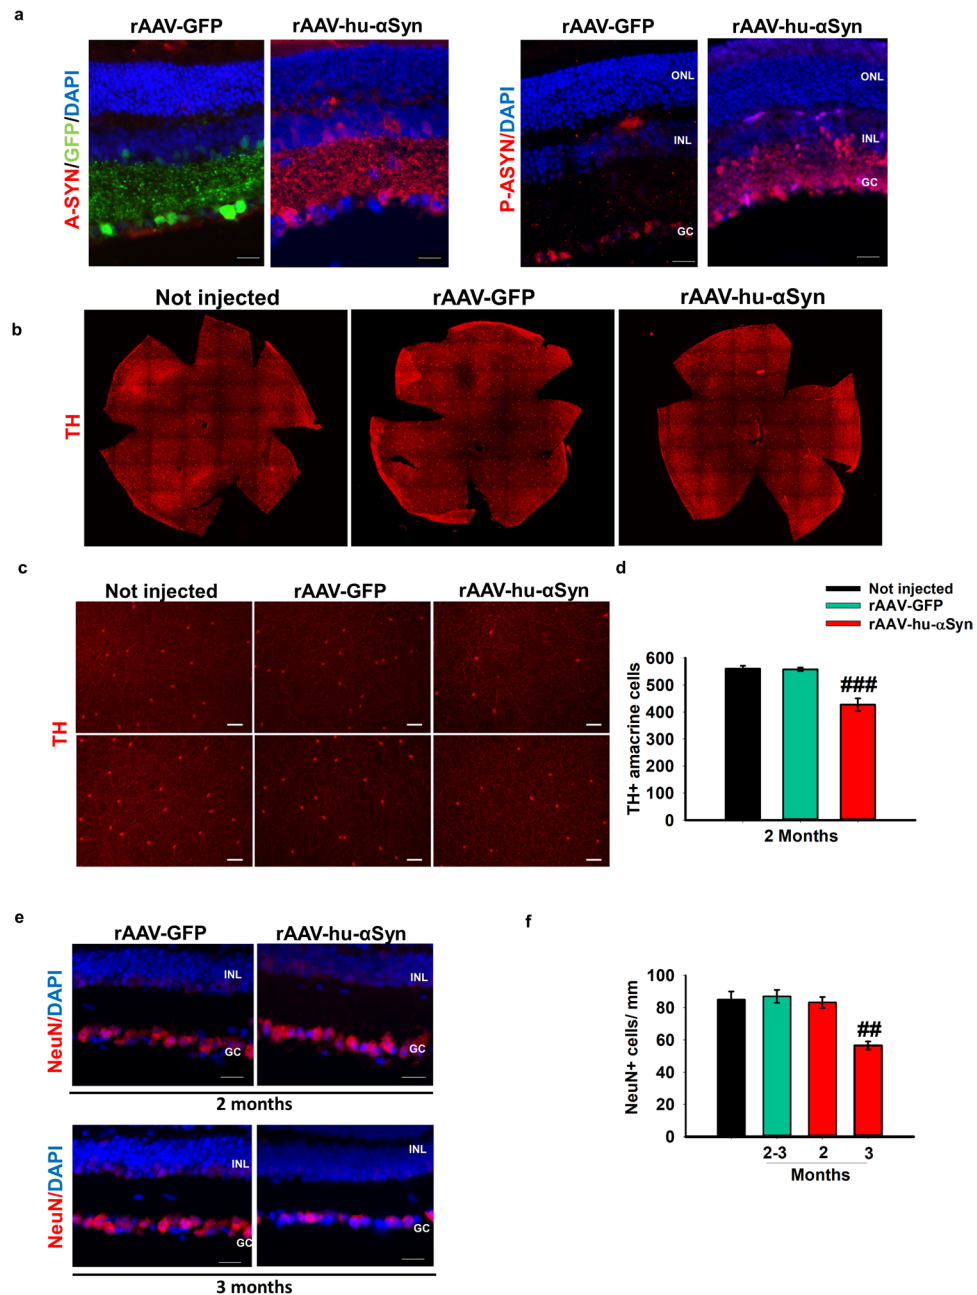 a
rAAV-GFP
rAAV-hu-αSyn
rAAV-GFP
rAAV-hu-αSyn
A-SYN/GFP/DAPI
P-ASYN/DAPI
ONL
INL
GC
ONL
INL
GC
b
Not injected
rAAV-GFP
rAAV-hu-αSyn
TH
c
Not injected
rAAV-GFP
rAAV-hu-αSyn
TH
d
Not injected
rAAV-GFP
rAAV-hu-αSyn
TH+ amacrine cells
600
500
400
300
200
100
0
###
2 Months
e
rAAV-GFP
rAAV-hu-αSyn
NeuN/DAPI
INL
GC
INL
GC
2 months
NeuN/DAPI
INL
GC
INL
GC
3 months
f
NeuN+ cells/ mm
100
80
60
40
20
0
##
2-3
2
3
Months